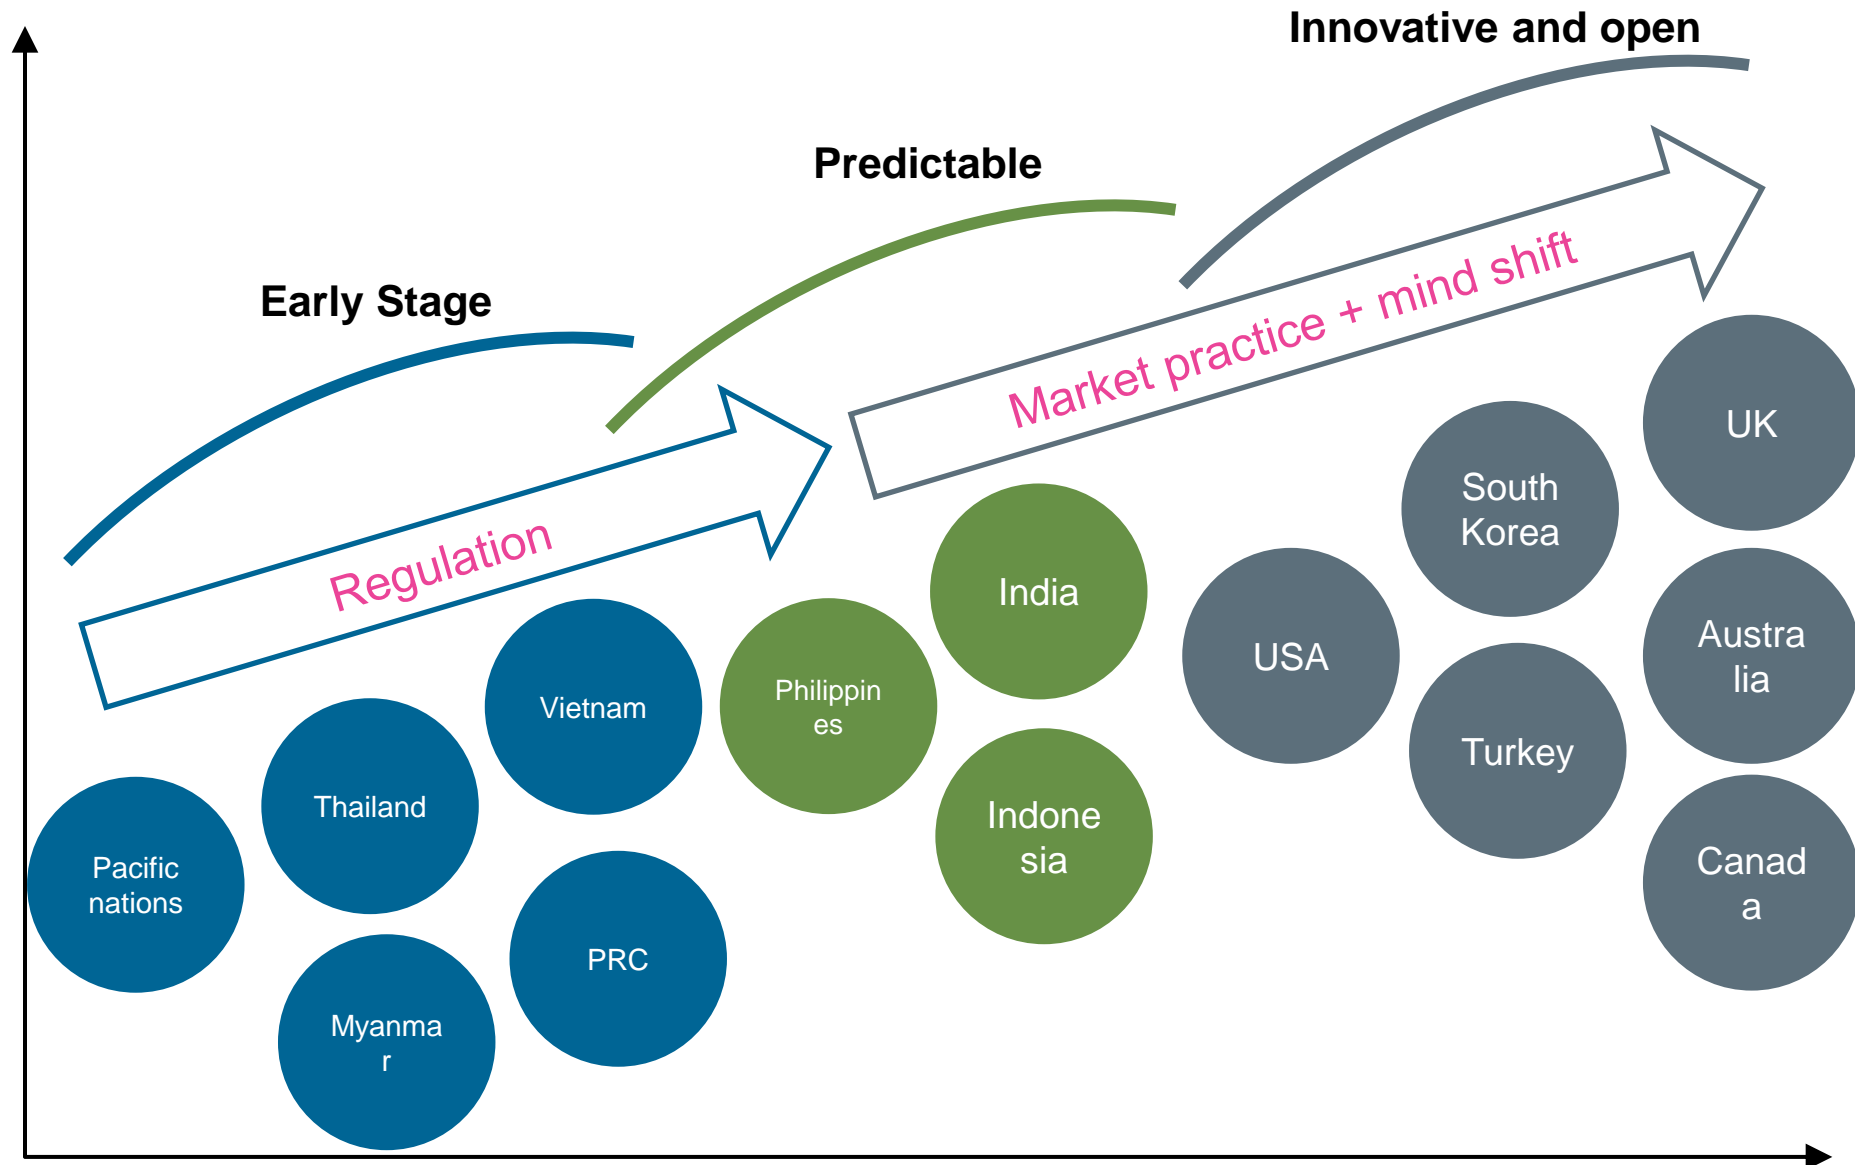 Innovative and open
Predictable
Early Stage
Market practice + mind shift
Regulation
UK
South
Korea
India
USA
Austra
lia
Vietnam
Philippin
es
Turkey
Thailand
Indone
sia
Pacific
nations
Canad
a
PRC
Myanma
r